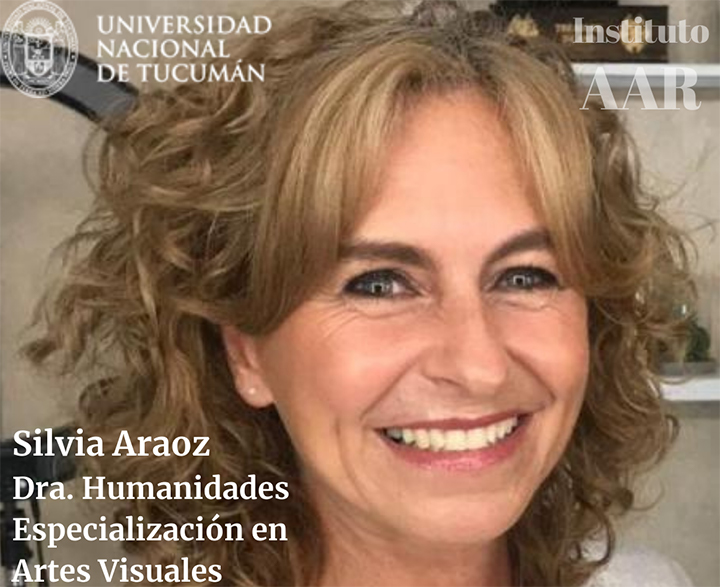 UNIVERSIDAD
NACIONAL
DE TUCUMÁN
Instituto
AAR
Silvia Araoz
Dra. Humanidades
Especialización en
Artes Visuales